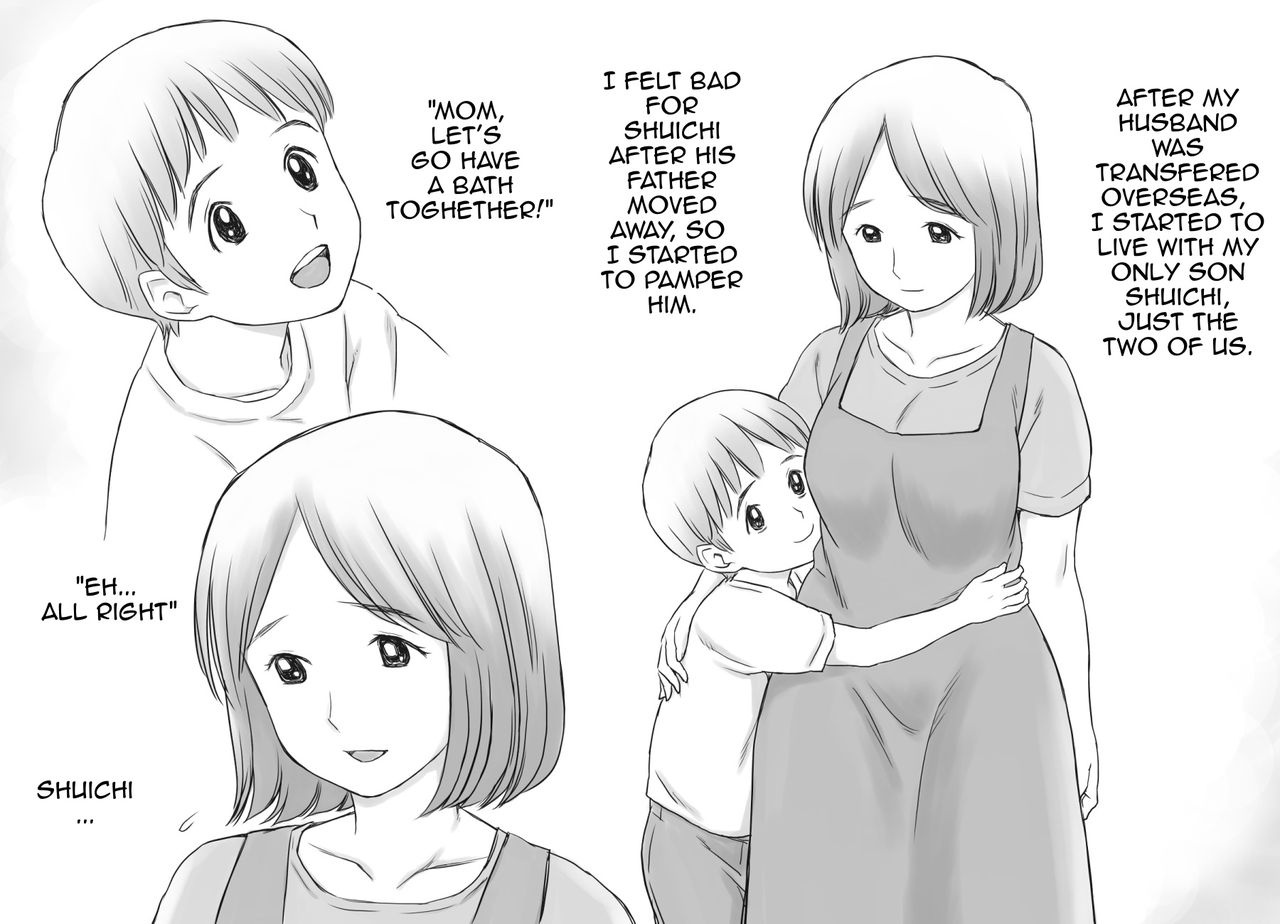 AFTER MY
HUSBAND
WAS
TRANSFERED
OVERSEAS,
I STARTED TO
LIVE WITH MY
ONLY SON
SHUICHI,
JUST THE
TWO OF US.
I FELT BAD
FOR
SHUICHI
AFTER HIS
FATHER
MOVED
AWAY, SO
I STARTED
TO PAMPER
HIM.
"MOM,
LET'S
GO HAVE
A BATH
TOGHETHER!"
"EH...
ALL RIGHT"
SHUICHI
...